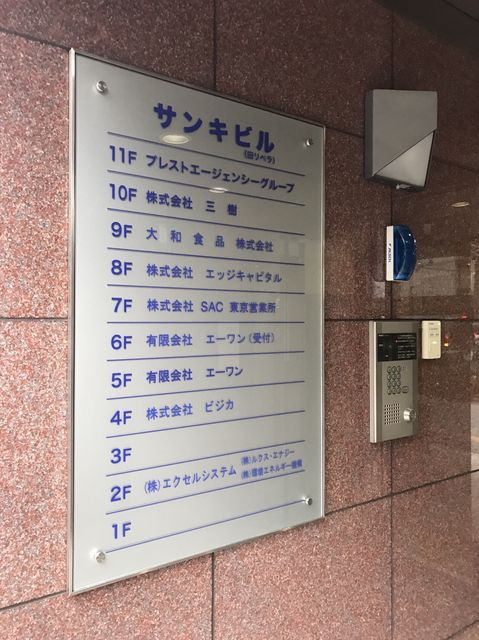 サンキビル
(旧リベラ)
11F プレストエージェンシーグループ
10F 株式会社 三樹
9F 大和食品 株式会社
8F 株式会社 エッジキャピタル
7F 株式会社 SAC 東京営業所
6F 有限会社 エーワン(受付)
5F 有限会社 エーワン
4F 株式会社 ビジカ
3F
2F (株)エクセルシステム (株)ルクス・エナジー
(株)環境エネルギー機構
1F